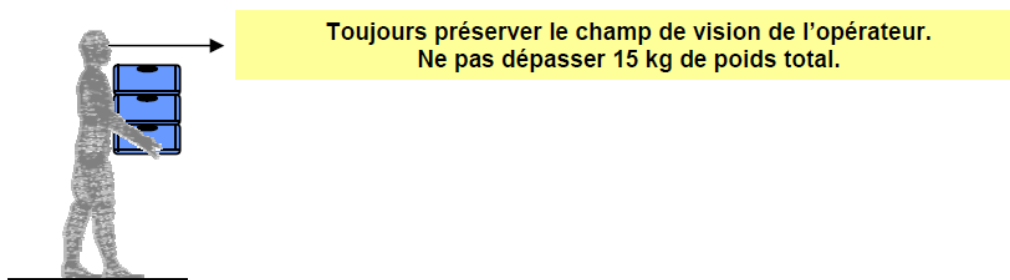 Toujours préserver le champ de vision de l’opérateur.
Ne pas dépasser 15 kg de poids total.